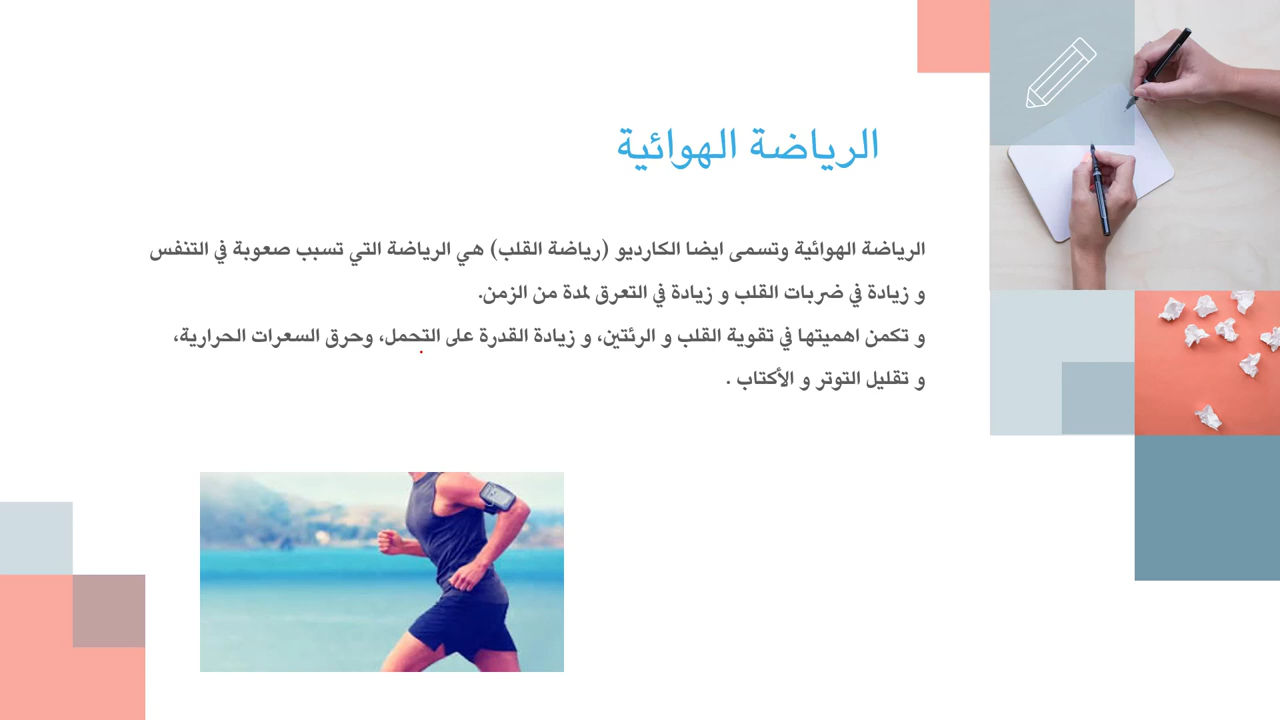 الرياضة الهوائية
الرياضة الهوائية وتسمى ايضا الكارديو (رياضة القلب) هي الرياضة التي تسبب صعوبة في التنفس
و زيادة في ضربات القلب و زيادة في التعرق لمدة من الزمن.
و تكمن اهميتها في تقوية القلب و الرئتين، و زيادة القدرة على التحمل، وحرق السعرات الحرارية،
و تقليل التوتر و الأكتاب .